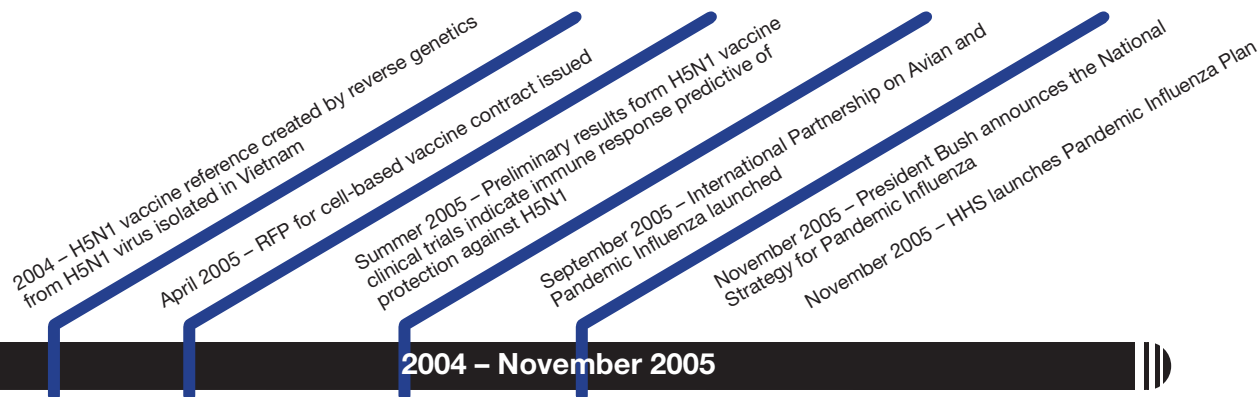 2004 – H5N1 vaccine reference created by reverse genetics
from H5N1 virus isolated in Vietnam
April 2005 – RFP for cell-based vaccine contract issued
Summer 2005 – Preliminary results form H5N1 vaccine
clinical trials indicate immune response predictive of
protection against H5N1
September 2005 – International Partnership on Avian and
Pandemic Influenza launched
November 2005 – President Bush announces the National
Strategy for Pandemic Influenza
November 2005 – HHS launches Pandemic Influenza Plan
2004 – November 2005